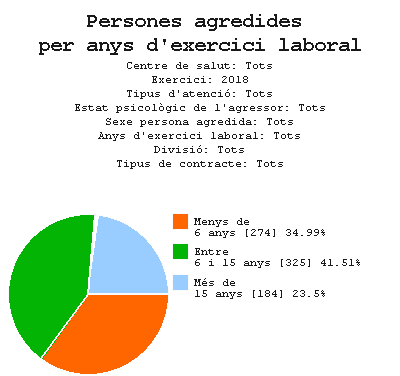 Persones agredides
per anys d'exercici laboral
Centre de salut: Tots
Exercici: 2018
Tipus d'atenció: Tots
Estat psicològic de l'agressor: Tots
Sexe persona agredida: Tots
Anys d'exercici laboral: Tots
Divisió: Tots
Tipus de contracte: Tots
Menys de
6 anys [274] 34.99%
Entre
6 i 15 anys [325] 41.51%
Més de
15 anys [184] 23.5%